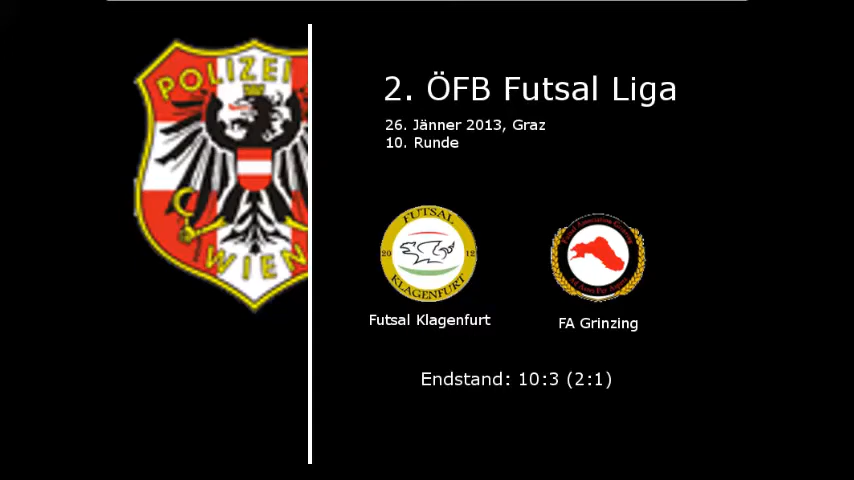 POLIZEI
WIEN
2. ÖFB Futsal Liga
26. Jänner 2013, Graz
10. Runde
FUTSAL
20 12
KLAGENFURT
Futsal Klagenfurt
FA Grinzing
Endstand: 10:3 (2:1)